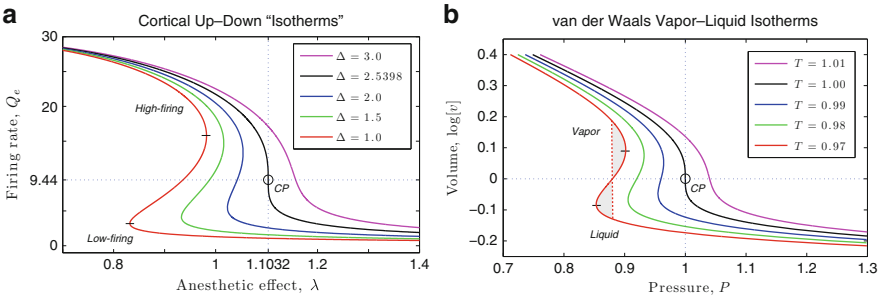 a
Cortical Up–Down “Isotherms”
30
20
9.44
0
Firing rate, Q_e
High-firing
Low-firing
CP
Δ = 3.0
Δ = 2.5398
Δ = 2.0
Δ = 1.5
Δ = 1.0
0.8
1
1.1032
1.2
1.4
Anesthetic effect, λ
b
van der Waals Vapor–Liquid Isotherms
0.4
0.3
0.2
0.1
0
−0.1
−0.2
Volume, log[v]
Vapor
Liquid
CP
T = 1.01
T = 1.00
T = 0.99
T = 0.98
T = 0.97
0.7
0.8
0.9
1
1.1
1.2
1.3
Pressure, P